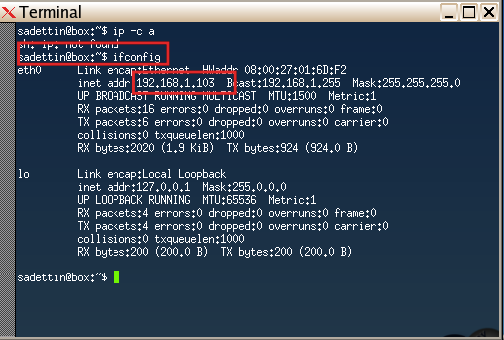 Terminal
sadettin@box:~$ ip -c a
sh: ip: not found
sadettin@box:~$ ifconfig
eth0 Link encap:Ethernet HWaddr 08:00:27:01:6D:F2
inet addr:192.168.1.103 Bcast:192.168.1.255 Mask:255.255.255.0
UP BROADCAST RUNNING MULTICAST MTU:1500 Metric:1
RX packets:16 errors:0 dropped:0 overruns:0 frame:0
TX packets:6 errors:0 dropped:0 overruns:0 carrier:0
collisions:0 txqueuelen:1000
RX bytes:2020 (1.9 KiB) TX bytes:924 (924.0 B)
lo Link encap:Local Loopback
inet addr:127.0.0.1 Mask:255.0.0.0
UP LOOPBACK RUNNING MTU:65536 Metric:1
RX packets:4 errors:0 dropped:0 overruns:0 frame:0
TX packets:4 errors:0 dropped:0 overruns:0 carrier:0
collisions:0 txqueuelen:1000
RX bytes:200 (200.0 B) TX bytes:200 (200.0 B)
sadettin@box:~$